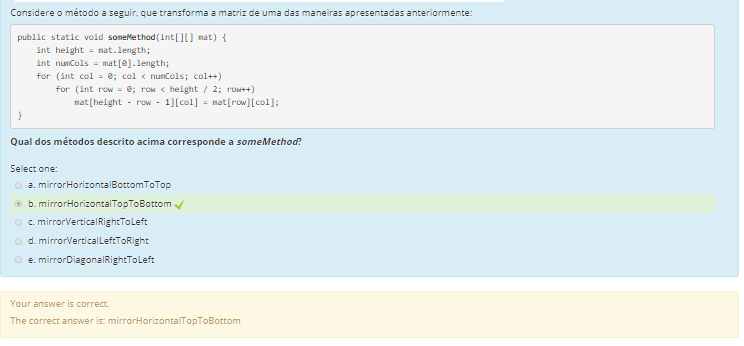 Considere o método a seguir, que transforma a matriz de uma das maneiras apresentadas anteriormente:
public static void someMethod(int[][] mat) {
    int height = mat.length;
    int numCols = mat[0].length;
    for (int col = 0; col < numCols; col++)
        for (int row = 0; row < height / 2; row++)
            mat[height - row - 1][col] = mat[row][col];
}
Qual dos métodos descrito acima corresponde a someMethod?
Select one:
a. mirrorHorizontalBottomToTop
b. mirrorHorizontalTopToBottom
c. mirrorVerticalRightToLeft
d. mirrorVerticalLeftToRight
e. mirrorDiagonalRightToLeft
Your answer is correct.
The correct answer is: mirrorHorizontalTopToBottom